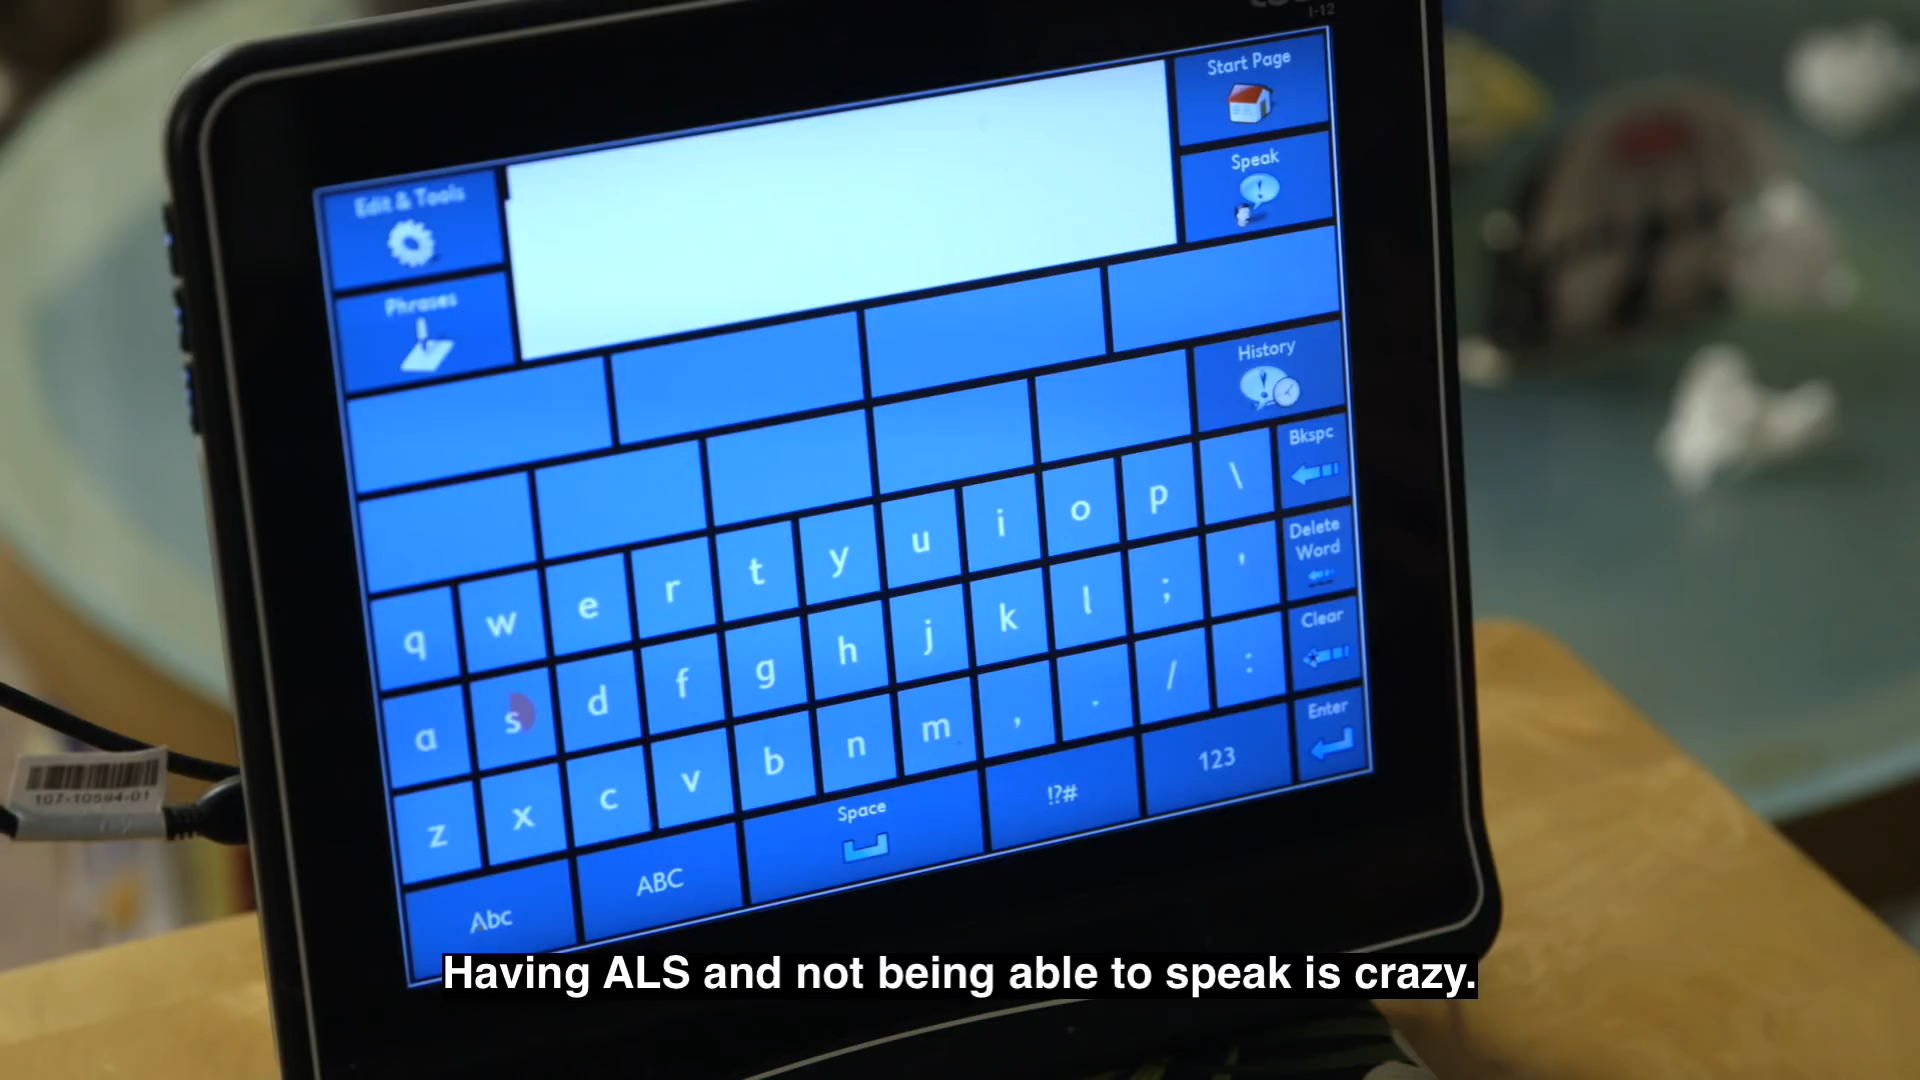 I-12
Start Page
Speak
Edit & Tools
Phrases
History
Bkspc
q w e r t y u i o p \
Delete
Word
a s d f g h j k l ; '
Clear
z x c v b n m , . / :
Enter
Abc ABC Space !?# 123
107-10594-01
Having ALS and not being able to speak is crazy.